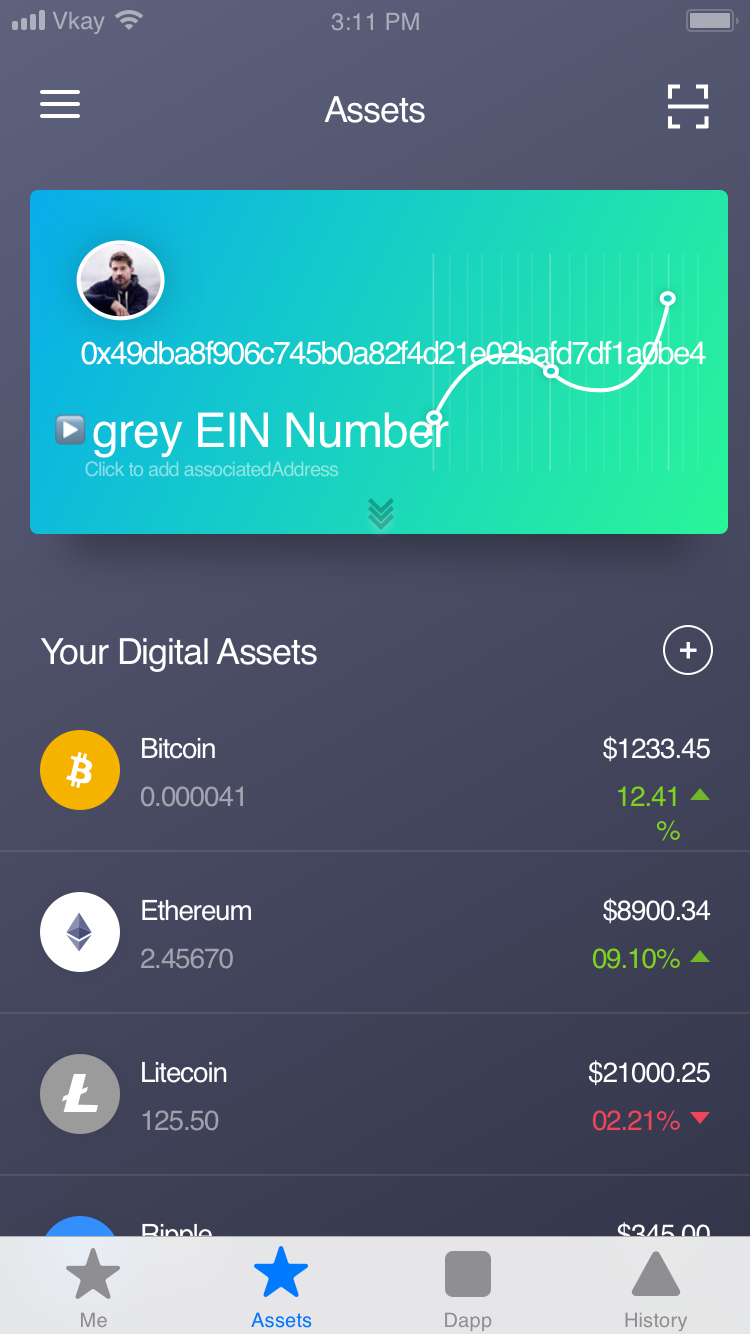 Vkay 3:11 PM
Assets
0x49dba8f906c745b0a82f4d21e02bafd7df1a0be4
grey EIN Number
Click to add associatedAddress
Your Digital Assets
Bitcoin $1233.45
0.000041 12.41
%
Ethereum $8900.34
2.45670 09.10%
Litecoin $21000.25
125.50 02.21%
Ripple $345.00
Me Assets Dapp History